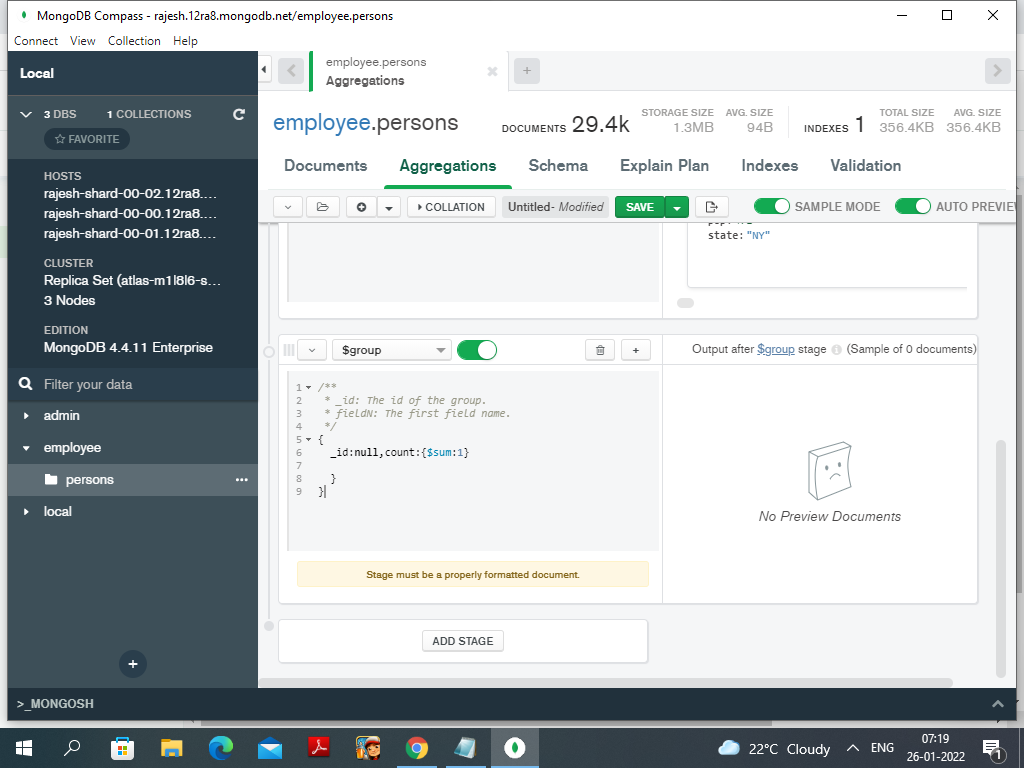 MongoDB Compass - rajesh.12ra8.mongodb.net/employee.persons
Connect View Collection Help
Local
3 DBS 1 COLLECTIONS
FAVORITE
HOSTS
rajesh-shard-00-02.12ra8....
rajesh-shard-00-00.12ra8....
rajesh-shard-00-01.12ra8....
CLUSTER
Replica Set (atlas-m1l8l6-s...
3 Nodes
EDITION
MongoDB 4.4.11 Enterprise
Filter your data
admin
employee
persons
local
>_MONGOSH
employee.persons
Aggregations
employee.persons
DOCUMENTS 29.4k
STORAGE SIZE
1.3MB
AVG. SIZE
94B
INDEXES 1
TOTAL SIZE
356.4KB
AVG. SIZE
356.4KB
Documents Aggregations Schema Explain Plan Indexes Validation
COLLATION Untitled- Modified SAVE SAMPLE MODE AUTO PREVIEW
state: "NY"
$group
Output after $group stage (Sample of 0 documents)
1 /**
2 * _id: The id of the group.
3 * fieldN: The first field name.
4 */
5 {
6 _id:null,count:{$sum:1}
7
8 }
9 }
Stage must be a properly formatted document.
No Preview Documents
ADD STAGE
22°C Cloudy
ENG
07:19
26-01-2022
1